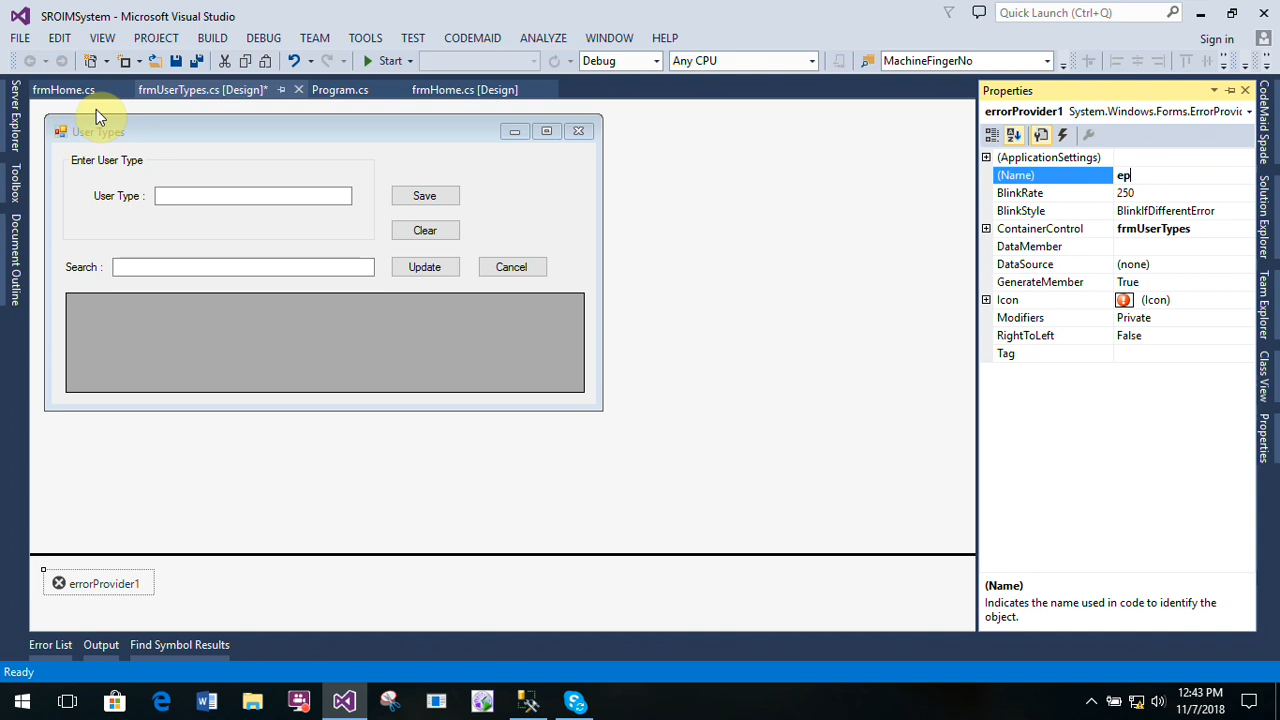 SROIMSystem - Microsoft Visual Studio
Quick Launch (Ctrl+Q)
FILE EDIT VIEW PROJECT BUILD DEBUG TEAM TOOLS TEST CODEMAID ANALYZE WINDOW HELP
Sign in
Start Debug Any CPU MachineFingerNo
frmHome.cs frmUserTypes.cs [Design]* Program.cs frmHome.cs [Design]
Server Explorer
Toolbox
Document Outline
User Types
Enter User Type
User Type :
Save
Clear
Search :
Update
Cancel
errorProvider1
Properties
errorProvider1 System.Windows.Forms.ErrorProvic
(ApplicationSettings)
(Name) ep
BlinkRate 250
BlinkStyle BlinkIfDifferentError
ContainerControl frmUserTypes
DataMember
DataSource (none)
GenerateMember True
Icon (Icon)
Modifiers Private
RightToLeft False
Tag
(Name)
Indicates the name used in code to identify the
object.
CodeMaid Spade
Solution Explorer
Team Explorer
Class View
Properties
Error List Output Find Symbol Results
Ready
12:43 PM
11/7/2018